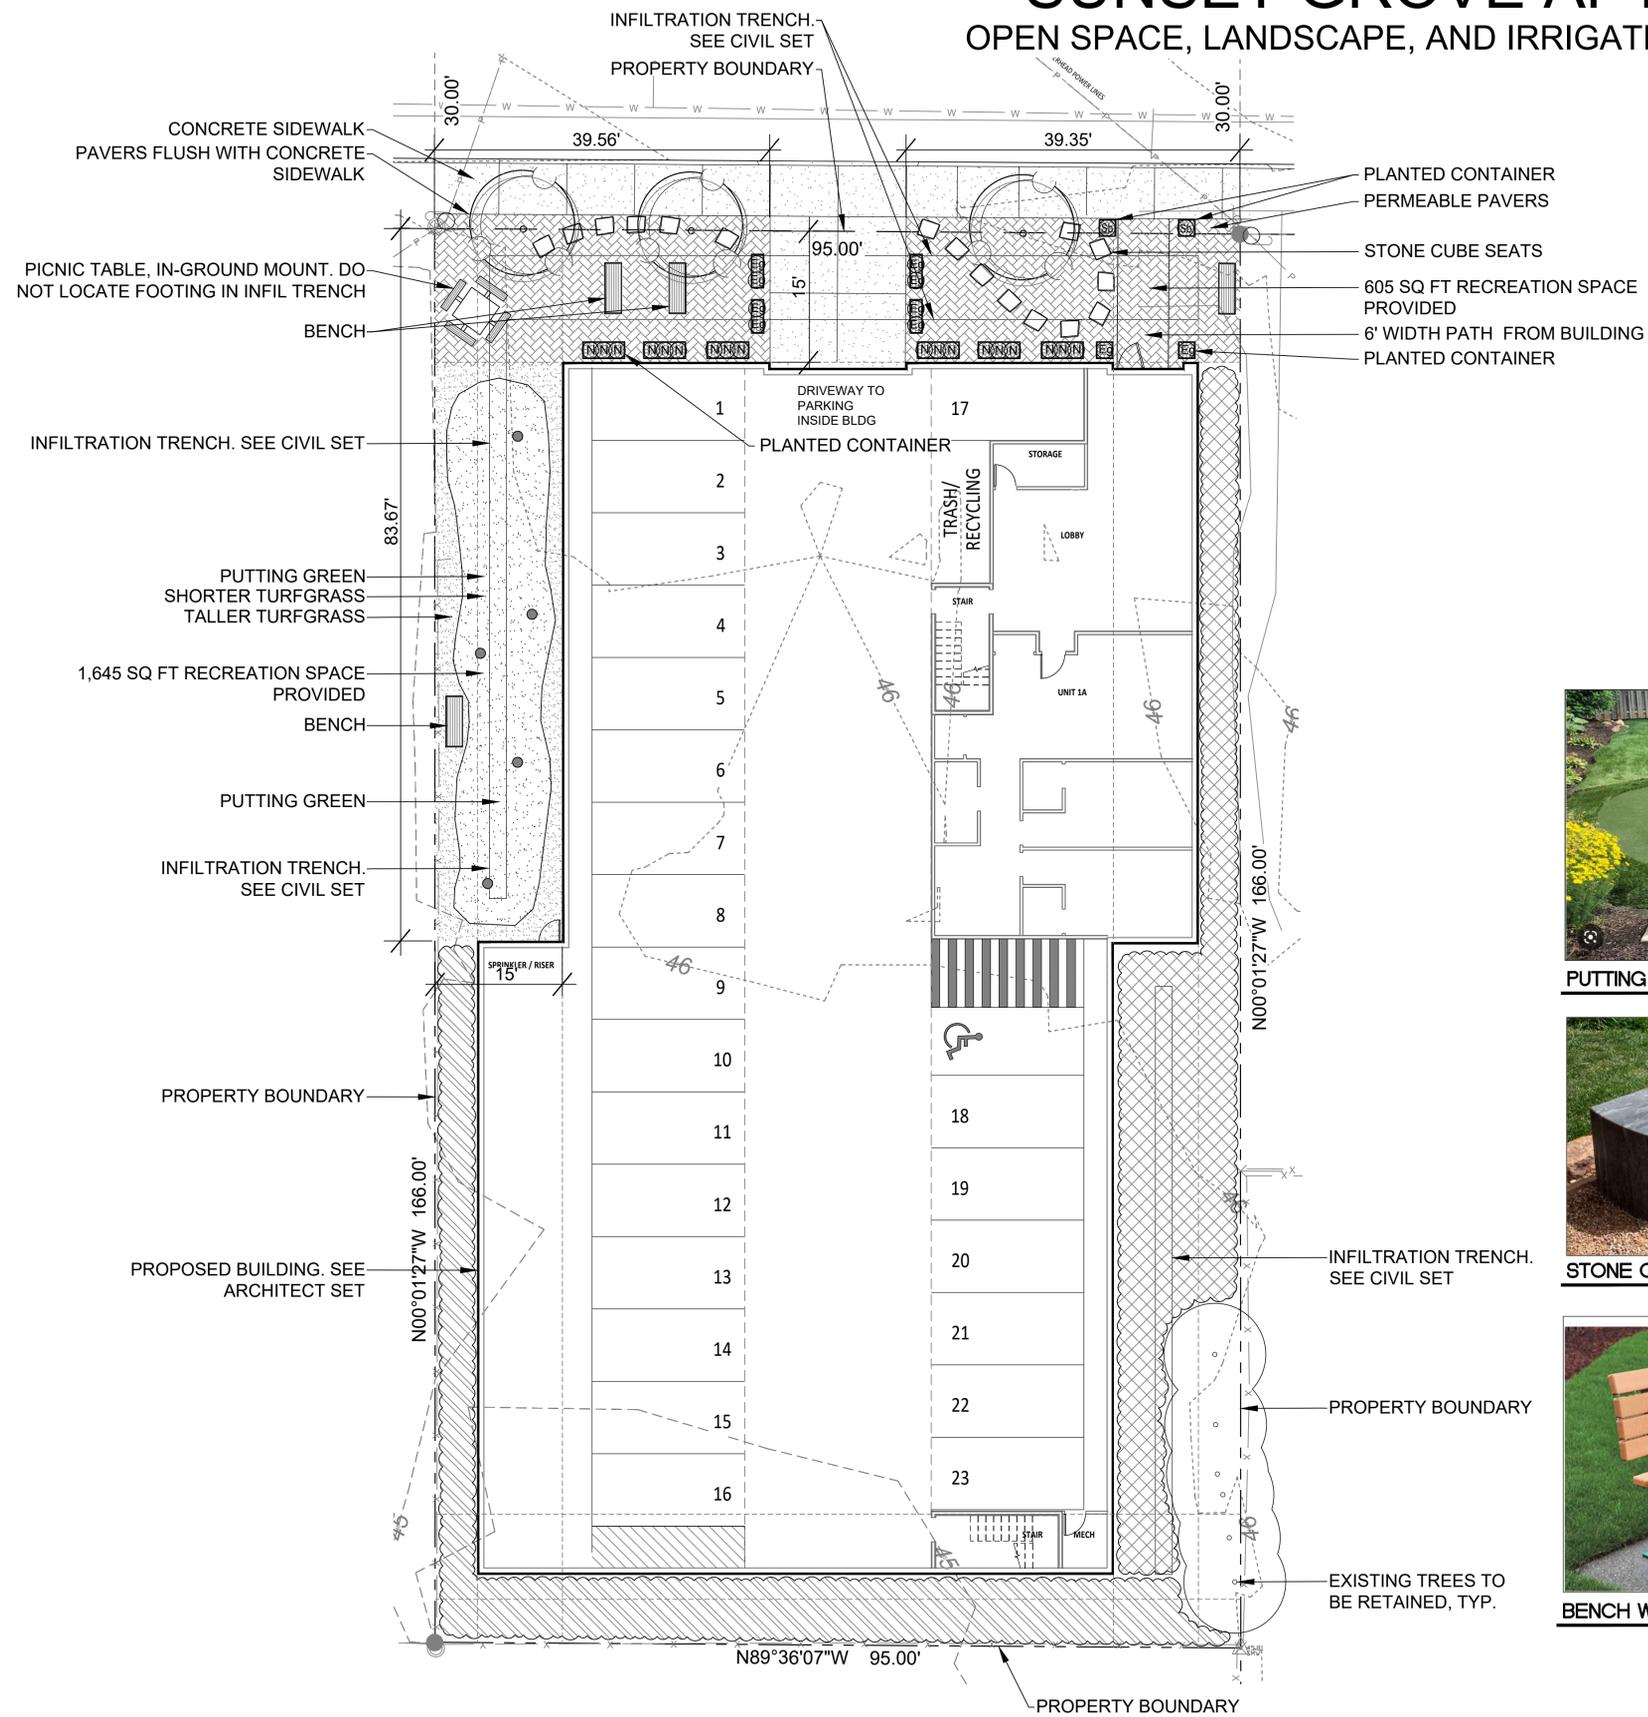 OPEN SPACE, LANDSCAPE, AND IRRIGATI
INFILTRATION TRENCH.
SEE CIVIL SET
PROPERTY BOUNDARY
30.00'
30.00'
OVERHEAD POWER LINES
39.56'
39.35'
CONCRETE SIDEWALK
PAVERS FLUSH WITH CONCRETE
SIDEWALK
PICNIC TABLE, IN-GROUND MOUNT. DO
NOT LOCATE FOOTING IN INFIL TRENCH
BENCH
PLANTED CONTAINER
PERMEABLE PAVERS
STONE CUBE SEATS
605 SQ FT RECREATION SPACE
PROVIDED
6' WIDTH PATH FROM BUILDING
PLANTED CONTAINER
95.00'
15'
DRIVEWAY TO
PARKING
INSIDE BLDG
PLANTED CONTAINER
INFILTRATION TRENCH. SEE CIVIL SET
83.67'
PUTTING GREEN
SHORTER TURFGRASS
TALLER TURFGRASS
1,645 SQ FT RECREATION SPACE
PROVIDED
BENCH
PUTTING GREEN
INFILTRATION TRENCH.
SEE CIVIL SET
SPRINKLER / RISER
15'
PROPERTY BOUNDARY
N00°01'27"W 166.00'
PROPOSED BUILDING. SEE
ARCHITECT SET
1
2
3
4
5
6
7
8
9
10
11
12
13
14
15
16
17
STORAGE
TRASH/
RECYCLING
LOBBY
STAIR
UNIT 1A
46
46
46
46
46
18
19
20
21
22
23
STAIR
MECH
45
45
45
46
N00°01'27"W 166.00'
INFILTRATION TRENCH.
SEE CIVIL SET
PROPERTY BOUNDARY
EXISTING TREES TO
BE RETAINED, TYP.
N89°36'07"W 95.00'
PROPERTY BOUNDARY
PUTTING
STONE C
BENCH W